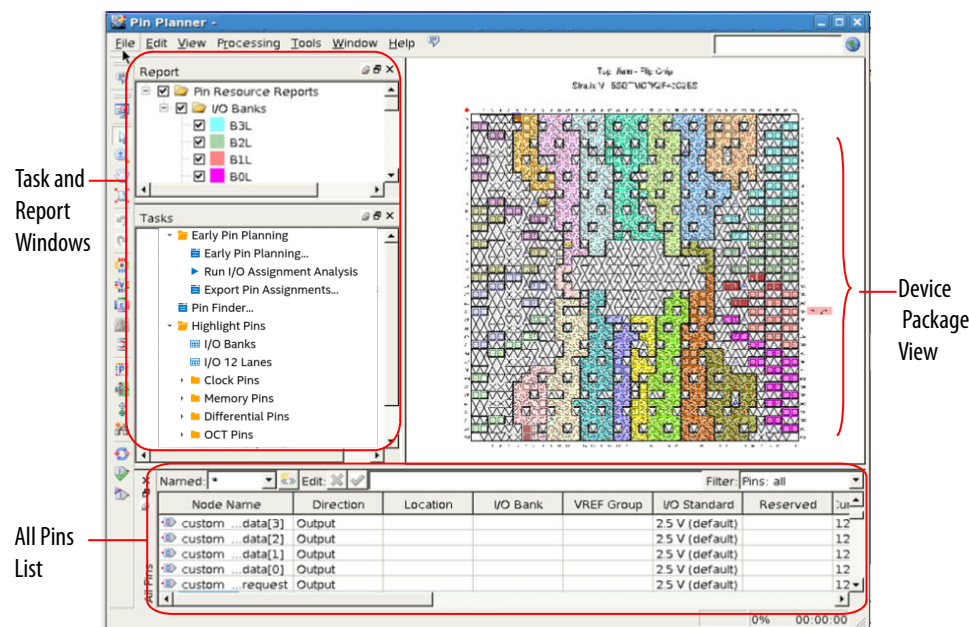 Pin Planner -
File Edit View Processing Tools Window Help
Report
Pin Resource Reports
I/O Banks
B3L
B2L
B1L
B0L
Tasks
Early Pin Planning
Early Pin Planning...
Run I/O Assignment Analysis
Export Pin Assignments...
Pin Finder...
Highlight Pins
I/O Banks
I/O 12 Lanes
Clock Pins
Memory Pins
Differential Pins
OCT Pins
Task and
Report
Windows
Device
Package
View
All Pins
List
Named: * Edit: Filter: Pins: all
Node Name Direction Location I/O Bank VREF Group I/O Standard Reserved
custom ...data[3] Output 2.5 V (default) 12
custom ...data[2] Output 2.5 V (default) 12
custom ...data[1] Output 2.5 V (default) 12
custom ...data[0] Output 2.5 V (default) 12
custom ...request Output 2.5 V (default) 12
All Pins
0% 00:00:00